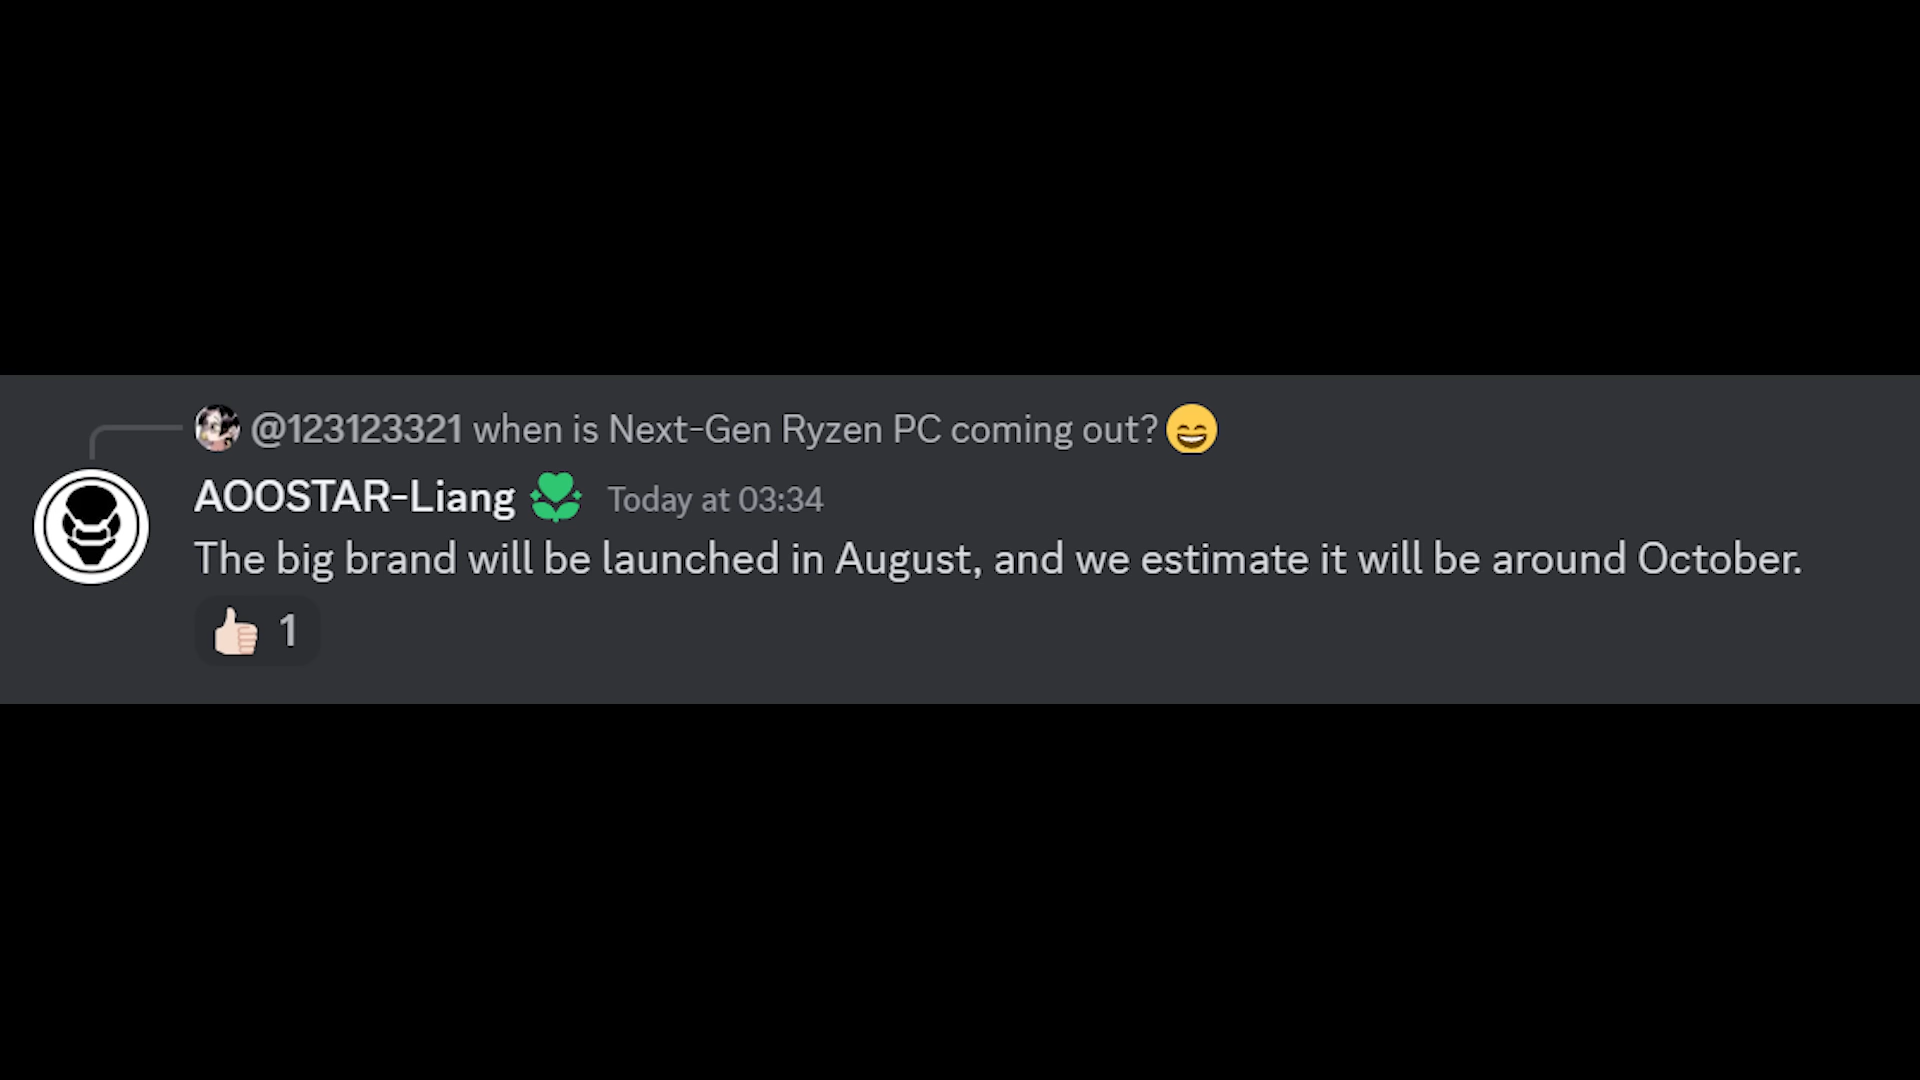 @123123321 when is Next-Gen Ryzen PC coming out?😄
AOOSTAR-Liang Today at 03:34
The big brand will be launched in August, and we estimate it will be around October.
👍🏻 1